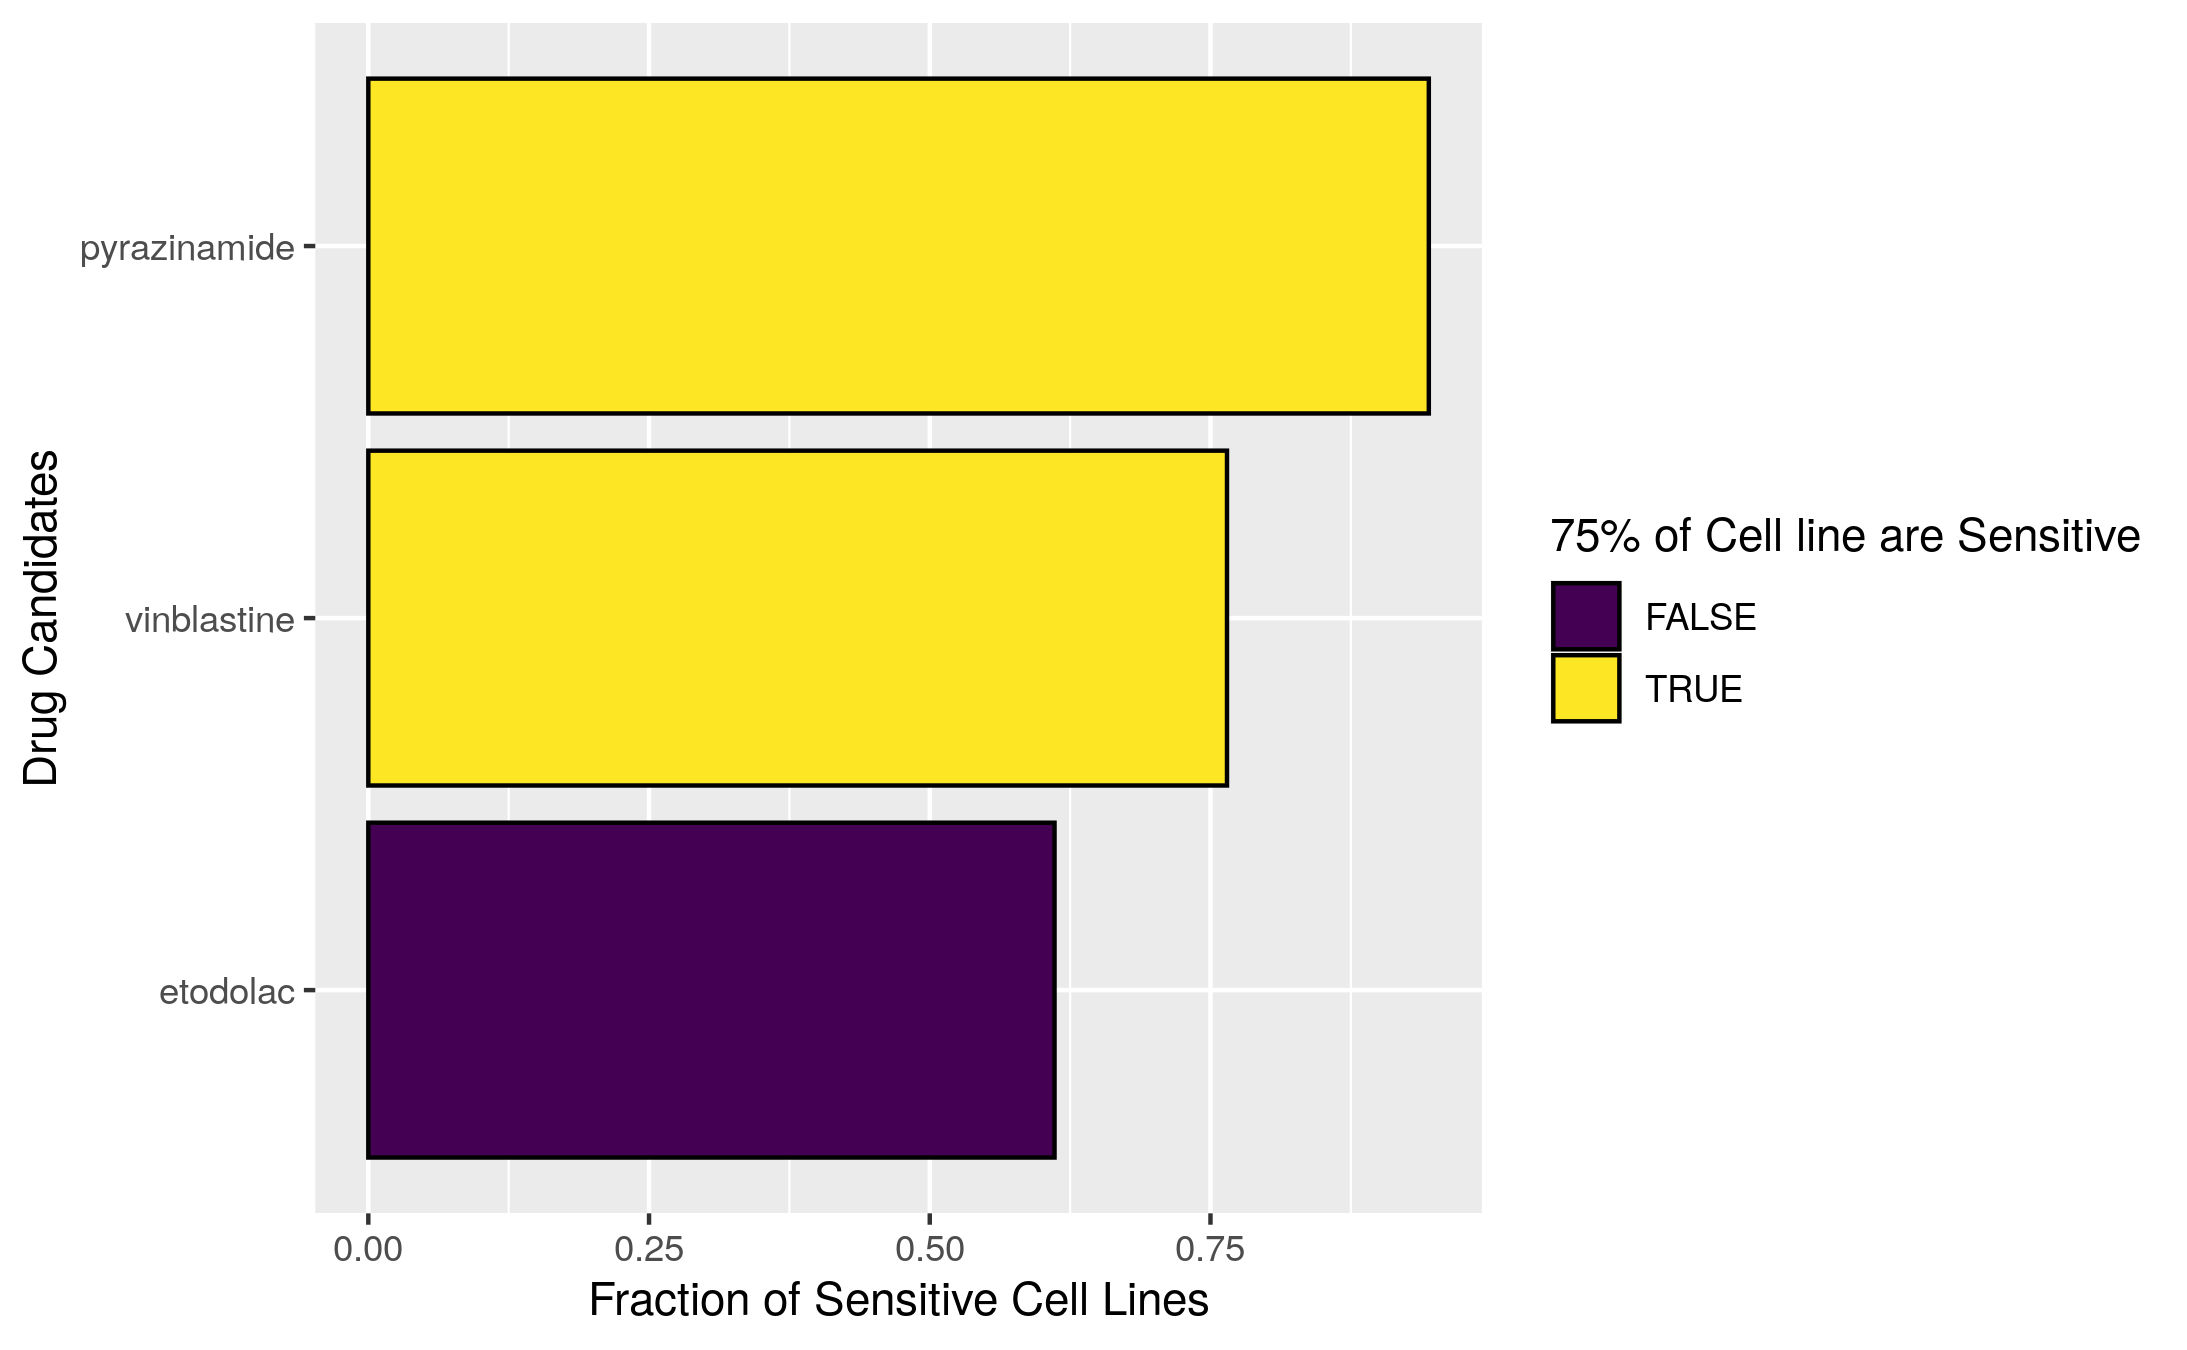 Drug Candidates
pyrazinamide
vinblastine
etodolac
0.00 0.25 0.50 0.75
Fraction of Sensitive Cell Lines
75% of Cell line are Sensitive
FALSE
TRUE